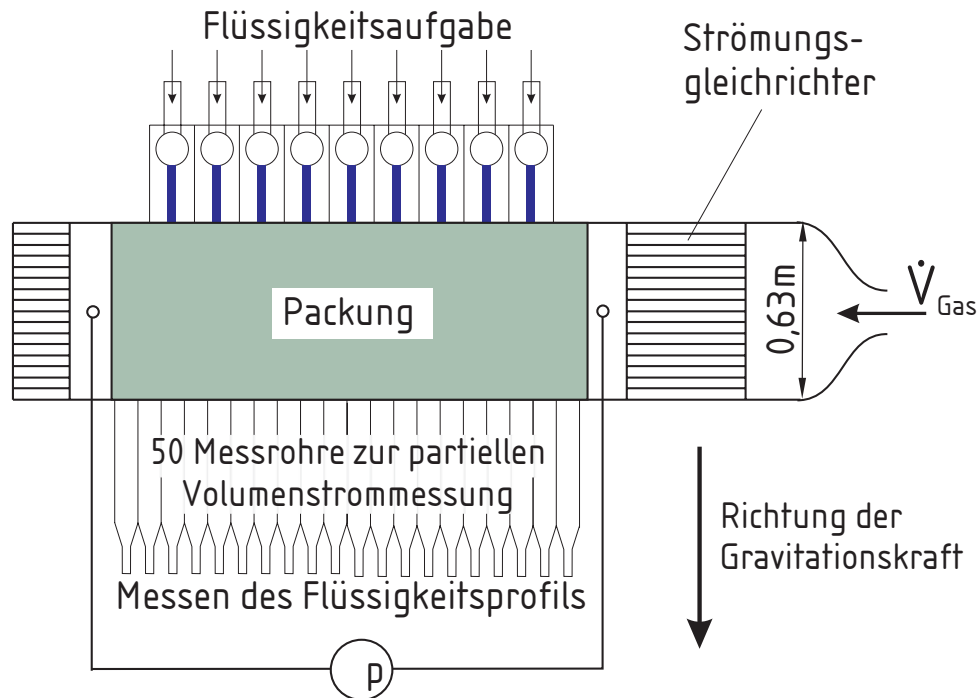 Flüssigkeitsaufgabe
Strömungs-
gleichrichter
Packung
0,63m
V̇ Gas
50 Messrohre zur partiellen
Volumenstrommessung
Richtung der
Gravitationskraft
Messen des Flüssigkeitsprofils
p